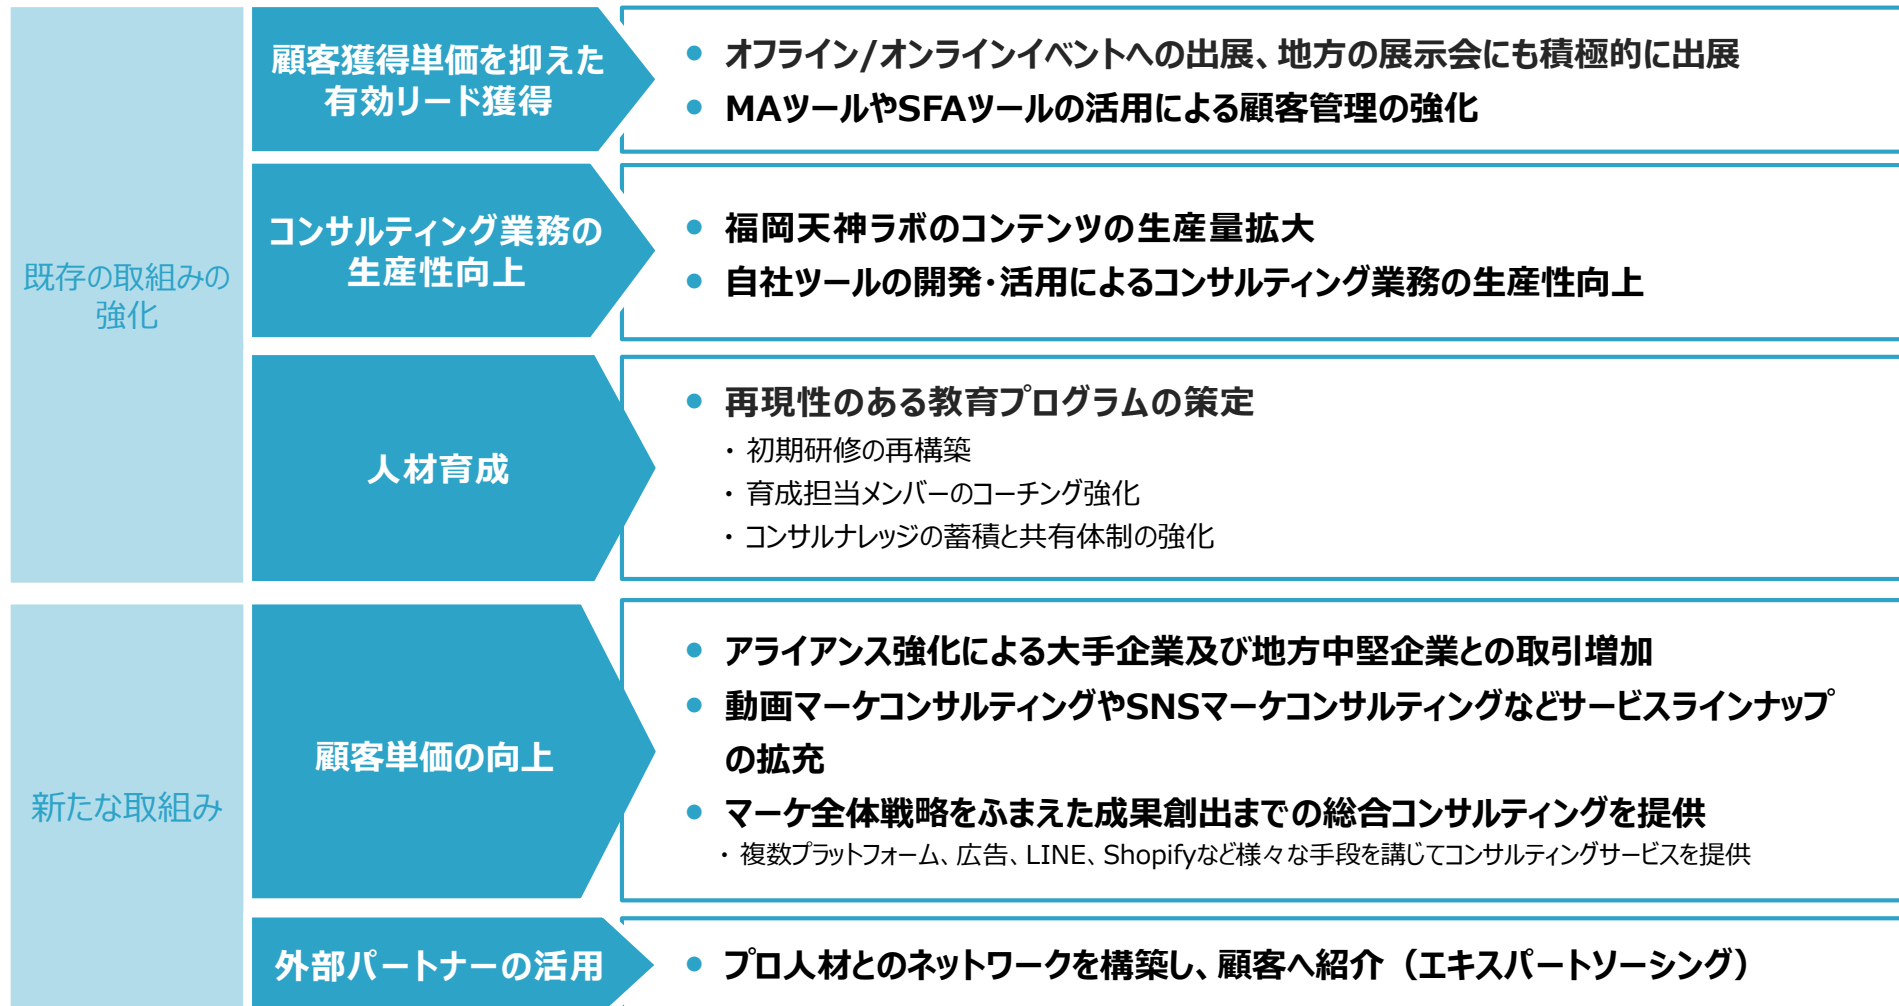 既存の取組みの
強化
顧客獲得単価を抑えた
有効リード獲得
• オフライン/オンラインイベントへの出展、地方の展示会にも積極的に出展
• MAツールやSFAツールの活用による顧客管理の強化
コンサルティング業務の
生産性向上
• 福岡天神ラボのコンテンツの生産量拡大
• 自社ツールの開発・活用によるコンサルティング業務の生産性向上
人材育成
• 再現性のある教育プログラムの策定
・ 初期研修の再構築
・ 育成担当メンバーのコーチング強化
・ コンサルナレッジの蓄積と共有体制の強化
新たな取組み
顧客単価の向上
• アライアンス強化による大手企業及び地方中堅企業との取引増加
• 動画マーケコンサルティングやSNSマーケコンサルティングなどサービスラインナップ
の拡充
• マーケ全体戦略をふまえた成果創出までの総合コンサルティングを提供
・ 複数プラットフォーム、広告、LINE、Shopifyなど様々な手段を講じてコンサルティングサービスを提供
外部パートナーの活用
• プロ人材とのネットワークを構築し、顧客へ紹介（エキスパートソーシング）